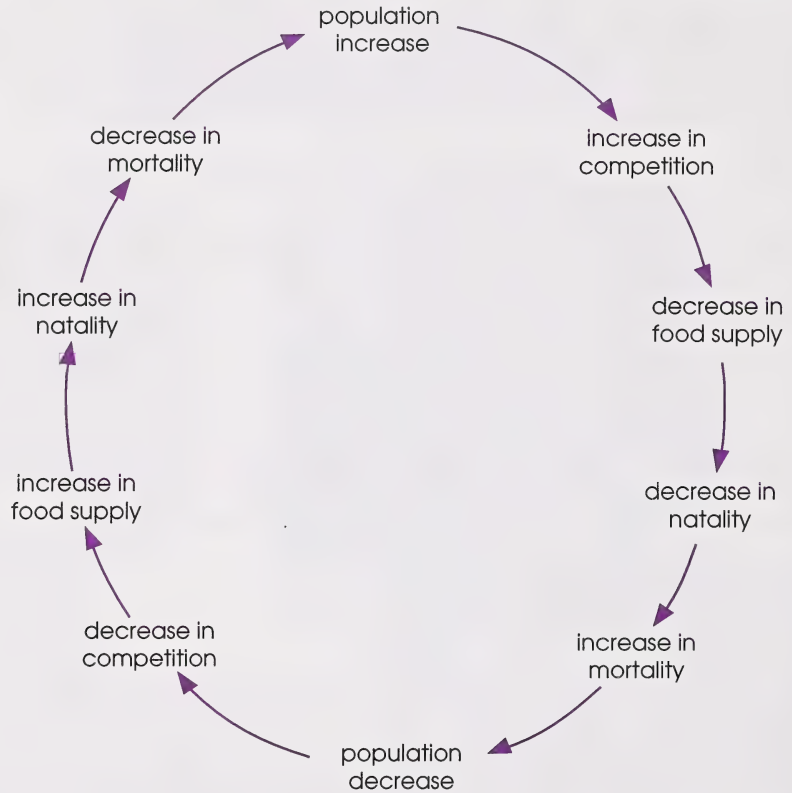 population
increase
increase in
competition
decrease in
food supply
decrease in
natality
increase in
mortality
population
decrease
decrease in
competition
increase in
food supply
increase in
natality
decrease in
mortality